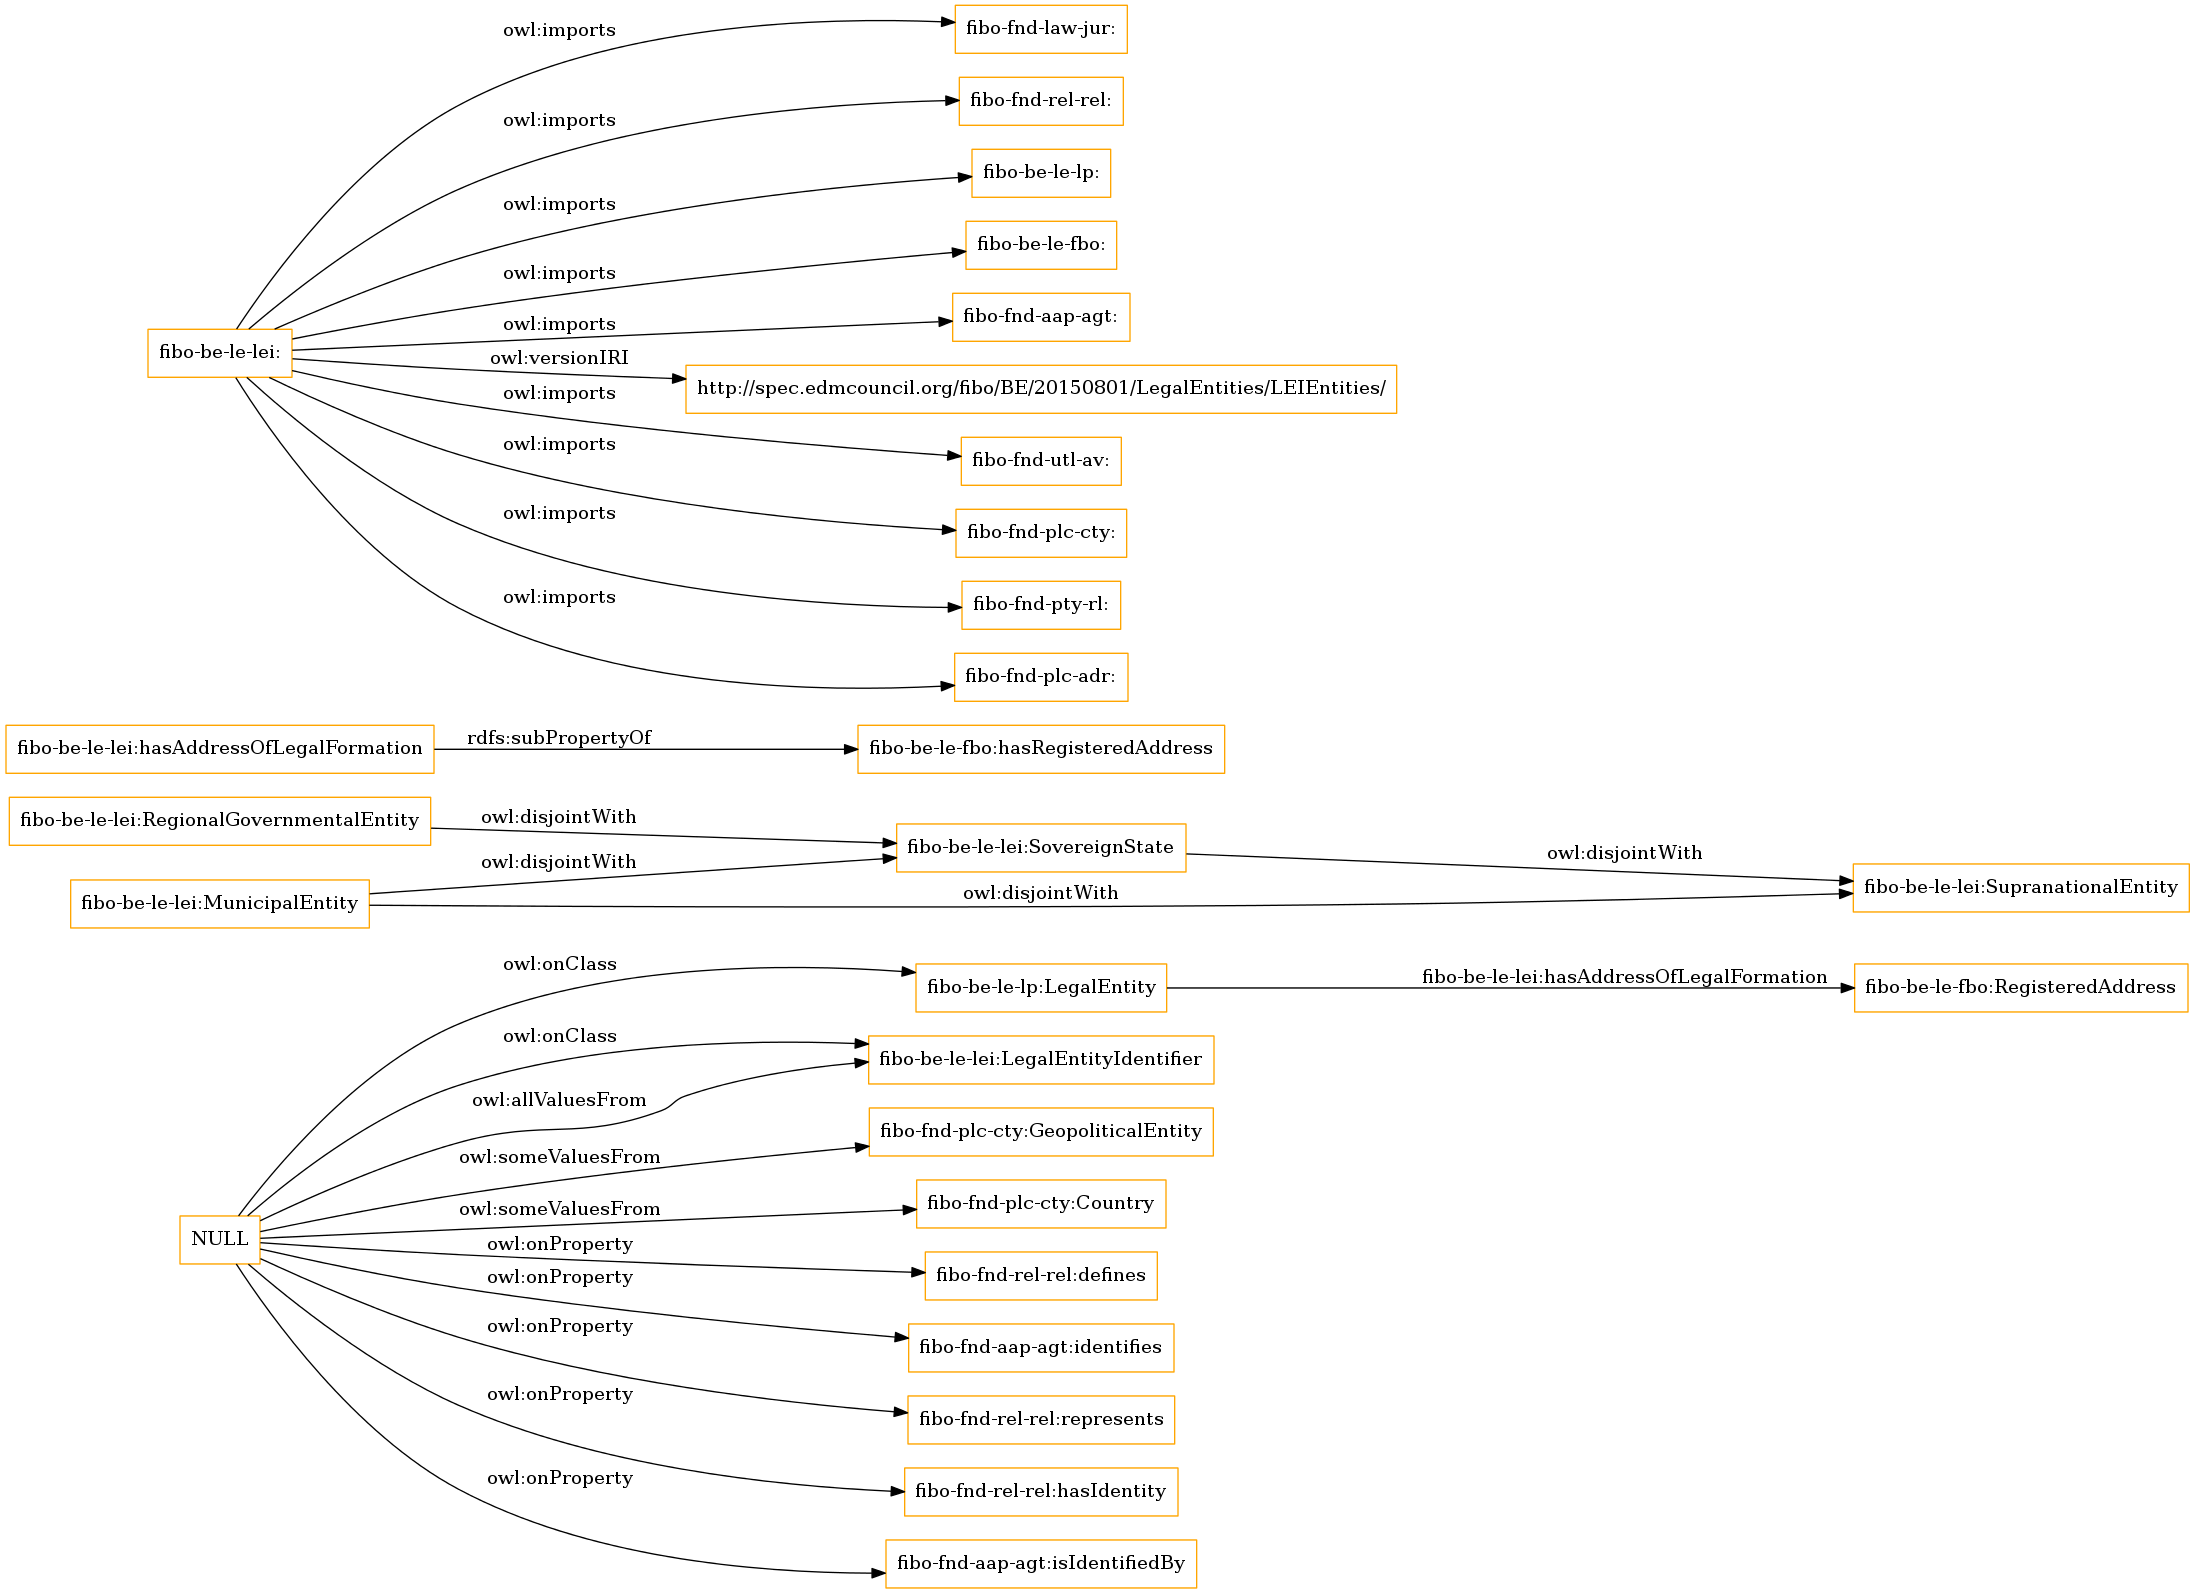 owl:imports
fibo-fnd-law-jur:
owl:imports
fibo-fnd-rel-rel:
owl:imports
fibo-be-le-lp:
owl:imports
fibo-be-le-fbo:
owl:imports
fibo-fnd-aap-agt:
fibo-be-le-lei:
owl:versionIRI
http://spec.edmcouncil.org/fibo/BE/20150801/LegalEntities/LEIEntities/
owl:imports
fibo-fnd-utl-av:
owl:imports
fibo-fnd-plc-cty:
owl:imports
fibo-fnd-pty-rl:
owl:imports
fibo-fnd-plc-adr:
fibo-be-le-lei:hasAddressOfLegalFormation
rdfs:subPropertyOf
fibo-be-le-fbo:hasRegisteredAddress
fibo-be-le-lei:RegionalGovernmentalEntity
owl:disjointWith
fibo-be-le-lei:SovereignState
owl:disjointWith
owl:disjointWith
fibo-be-le-lei:MunicipalEntity
owl:disjointWith
fibo-be-le-lei:SupranationalEntity
owl:onClass
fibo-be-le-lp:LegalEntity
fibo-be-le-lei:hasAddressOfLegalFormation
fibo-be-le-fbo:RegisteredAddress
owl:onClass
fibo-be-le-lei:LegalEntityIdentifier
owl:allValuesFrom
owl:someValuesFrom
fibo-fnd-plc-cty:GeopoliticalEntity
owl:someValuesFrom
fibo-fnd-plc-cty:Country
NULL
owl:onProperty
fibo-fnd-rel-rel:defines
owl:onProperty
fibo-fnd-aap-agt:identifies
owl:onProperty
fibo-fnd-rel-rel:represents
owl:onProperty
fibo-fnd-rel-rel:hasIdentity
owl:onProperty
fibo-fnd-aap-agt:isIdentifiedBy